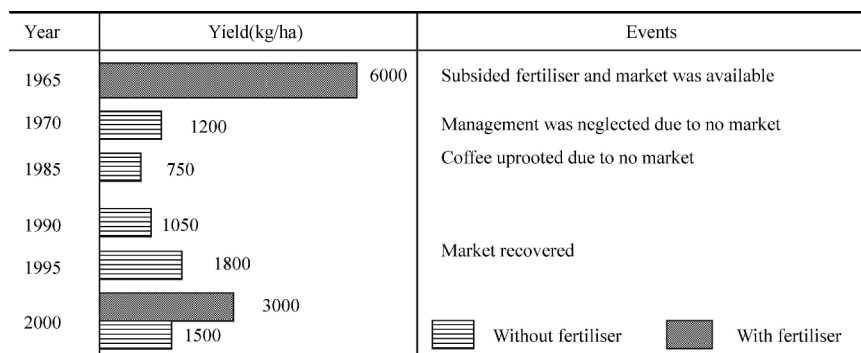 Year Yield(kg/ha) Events
1965 6000 Subsided fertiliser and market was available
1970 1200 Management was neglected due to no market
1985 750 Coffee uprooted due to no market
1990 1050
Market recovered
1995 1800
2000 3000
1500 Without fertiliser With fertiliser